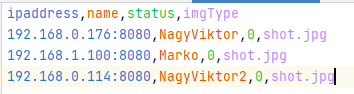 ipaddress,name,status,imgType
192.168.0.176:8080,NagyViktor,0,shot.jpg
192.168.1.100:8080,Marko,0,shot.jpg
192.168.0.114:8080,NagyViktor2,0,shot.jpg